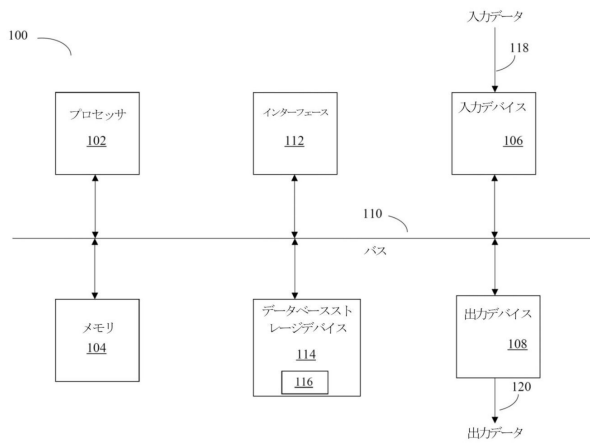 入力データ
100
118
プロセッサ
102
インターフェース
112
入力デバイス
106
110
バス
メモリ
104
データベーススト
レージデバイス
114
116
出力デバイス
108
120
出力データ